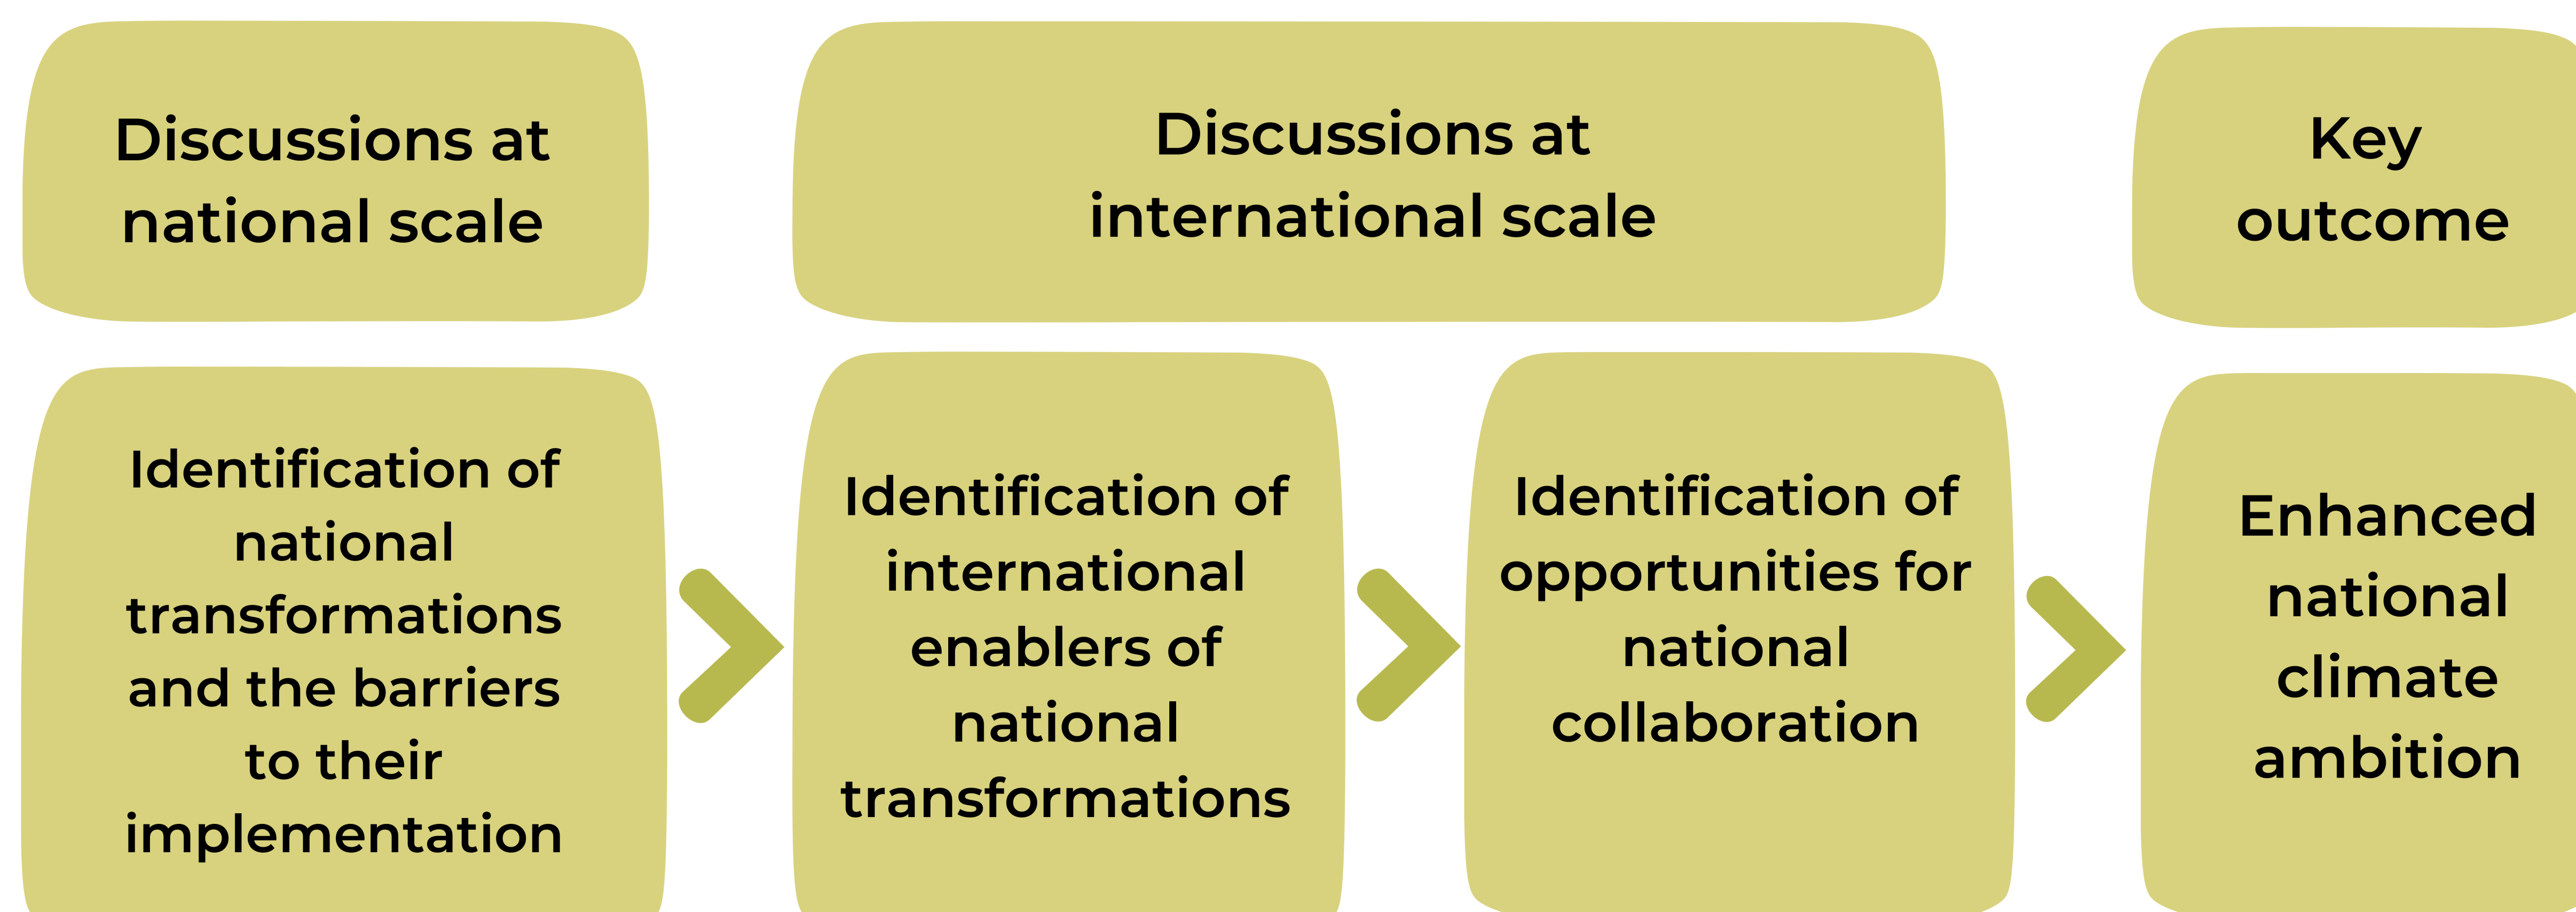 Discussions at
national scale
Discussions at
international scale
Key
outcome
Identification of
national
transformations
and the barriers
to their
implementation
Identification of
international
enablers of
national
transformations
Identification of
opportunities for
national
collaboration
Enhanced
national
climate
ambition